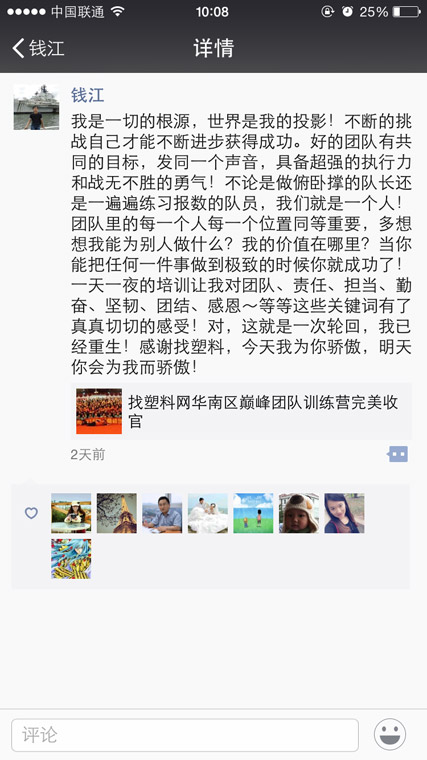 中国联通 10:08 25%
钱江 详情
钱江
我是一切的根源，世界是我的投影！不断的挑
战自己才能不断进步获得成功。好的团队有共
同的目标，发同一个声音，具备超强的执行力
和战无不胜的勇气！不论是做俯卧撑的队长还
是一遍遍练习报数的队员，我们就是一个人！
团队里的每一个人每一个位置同等重要，多想
想我能为别人做什么？我的价值在哪里？当你
能把任何一件事做到极致的时候你就成功了！
一天一夜的培训让我对团队、责任、担当、勤
奋、坚韧、团结、感恩～等等这些关键词有了
真真切切的感受！对，这就是一次轮回，我已
经重生！感谢找塑料，今天我为你骄傲，明天
你会为我而骄傲！
找塑料网华南区巅峰团队训练营完美收
官
2天前
评论